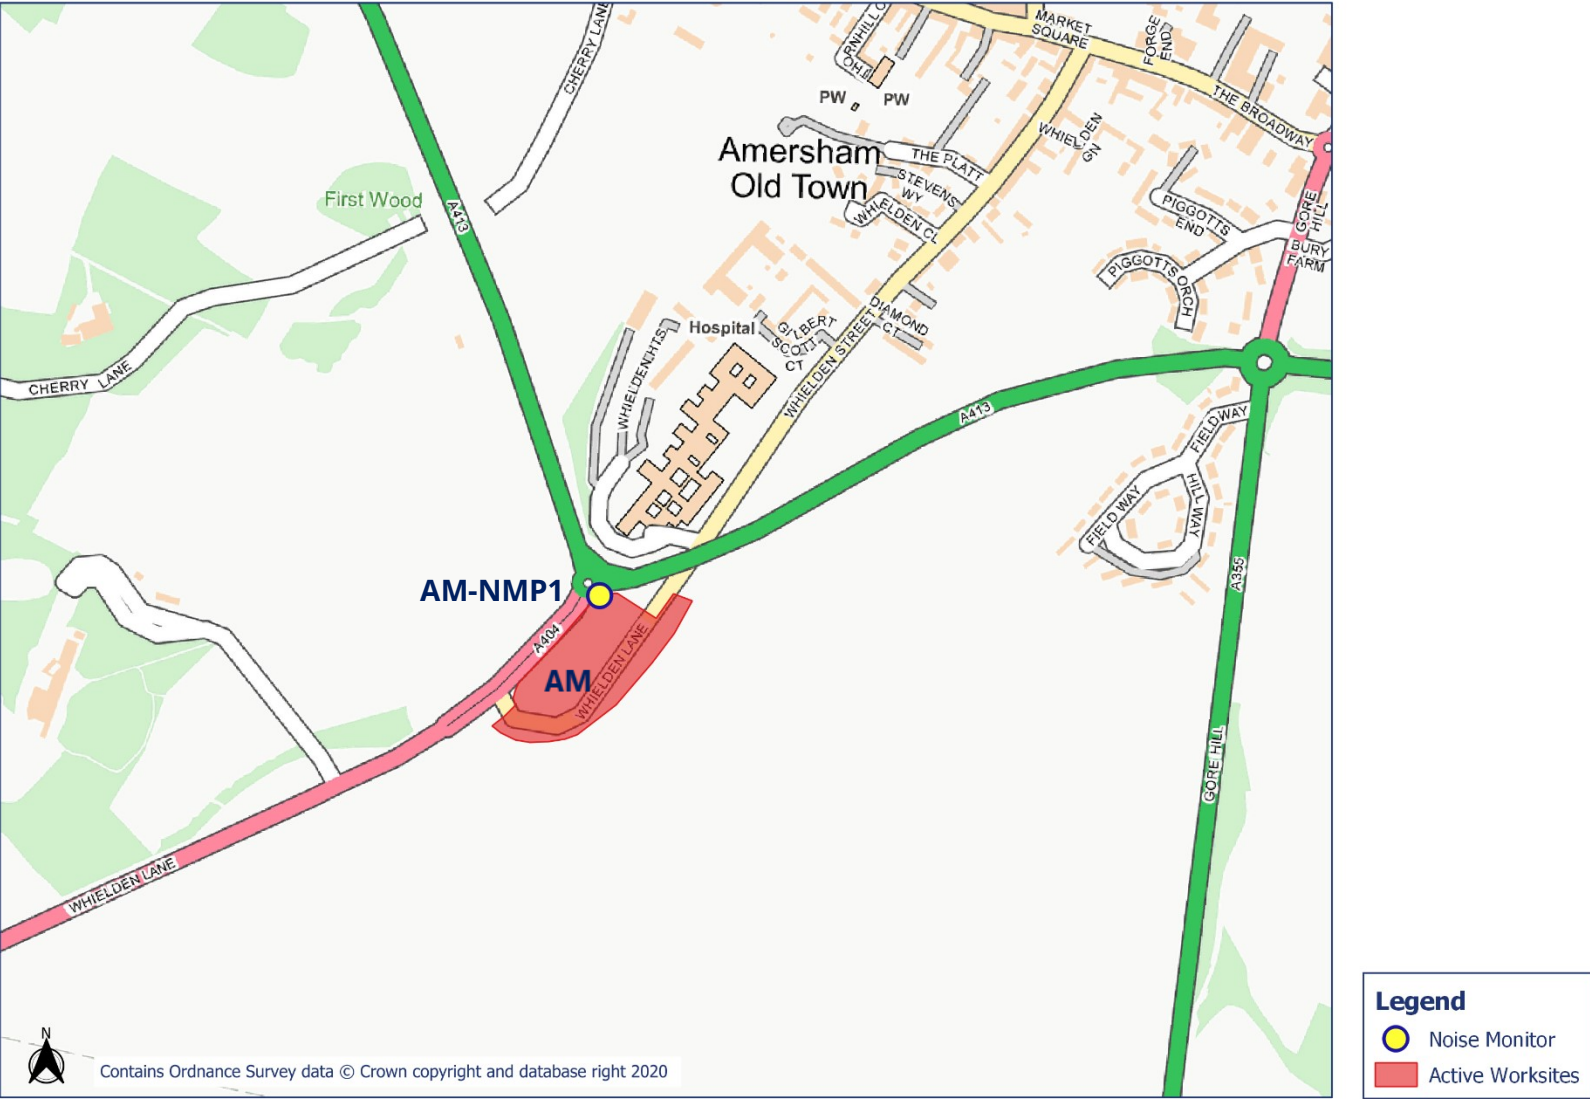 MARKET
SQUARE
FORGE
END
CHERRY LANE
THE BROADWAY
PW
PW
WHIELDEN
GN
Amersham
Old Town
THE PLATT
STEVENS
WY
WHIELDEN CL
First Wood
A413
PIGGOTTS
END
GORE
HILL
BURY
FARM
PIGGOTTS ORCH
DIAMOND
CT
Hospital
GILBERT
SCOTT
CT
WHIELDEN HTS
WHIELDEN STREET
CHERRY LANE
A413
FIELDWAY
FIELD WAY
HILL WAY
A355
AM-NMP1
A404
AM
WHIELDEN LANE
GORE HILL
WHIELDEN LANE
N
Contains Ordnance Survey data © Crown copyright and database right 2020
Legend
Noise Monitor
Active Worksites